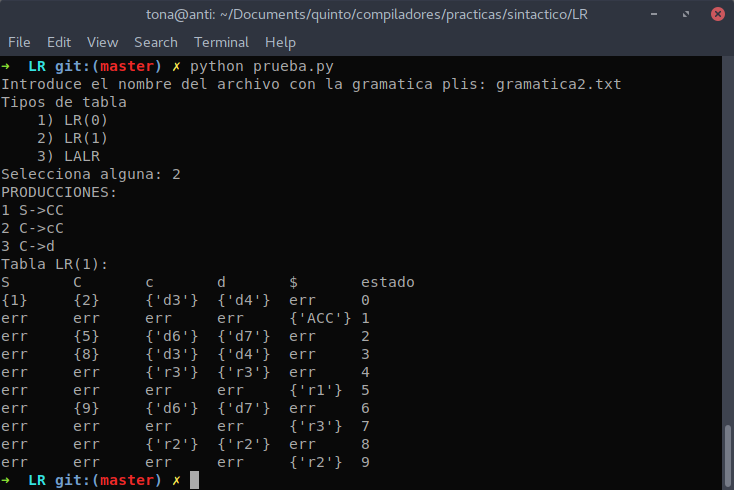 tona@anti: ~/Documents/quinto/compiladores/practicas/sintactico/LR
File Edit View Search Terminal Help
➜ LR git:(master) ✗ python prueba.py
Introduce el nombre del archivo con la gramatica plis: gramatica2.txt
Tipos de tabla
1) LR(0)
2) LR(1)
3) LALR
Selecciona alguna: 2
PRODUCCIONES:
1 S->CC
2 C->cC
3 C->d
Tabla LR(1):
S C c d $ estado
{1} {2} {'d3'} {'d4'} err 0
err err err err {'ACC'} 1
err {5} {'d6'} {'d7'} err 2
err {8} {'d3'} {'d4'} err 3
err err {'r3'} {'r3'} err 4
err err err err {'r1'} 5
err {9} {'d6'} {'d7'} err 6
err err err err {'r3'} 7
err err {'r2'} {'r2'} err 8
err err err err {'r2'} 9
➜ LR git:(master) ✗